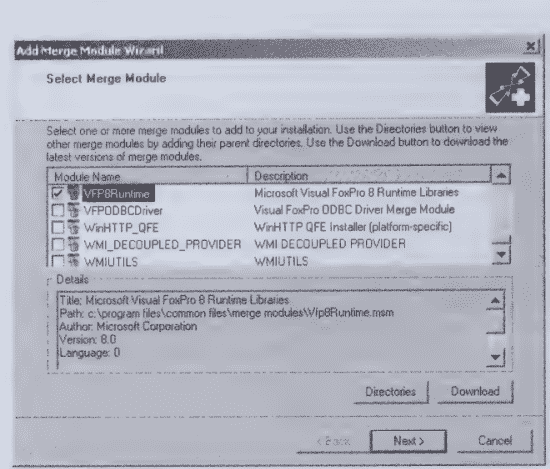 Add Merge Module Wizard
Select Merge Module
Select one or more merge modules to add to your installation. Use the Directories button to view
other merge modules by adding their parent directories. Use the Download button to download the
latest versions of merge modules.
Module Name Description
VFP8Runtime Microsoft Visual FoxPro 8 Runtime Libraries
VFPODBCDriver Visual FoxPro ODBC Driver Merge Module
WinHTTP_QFE WinHTTP QFE Installer (platform-specific)
WMI_DECOUPLED_PROVIDER WMI DECOUPLED PROVIDER
WMIUTILS WMIUTILS
Details
Title: Microsoft Visual FoxPro 8 Runtime Libraries
Path: c:\program files\common files\merge modules\Vfp8Runtime.msm
Author: Microsoft Corporation
Version: 8.0
Language: 0
Directories Download
< Back Next > Cancel